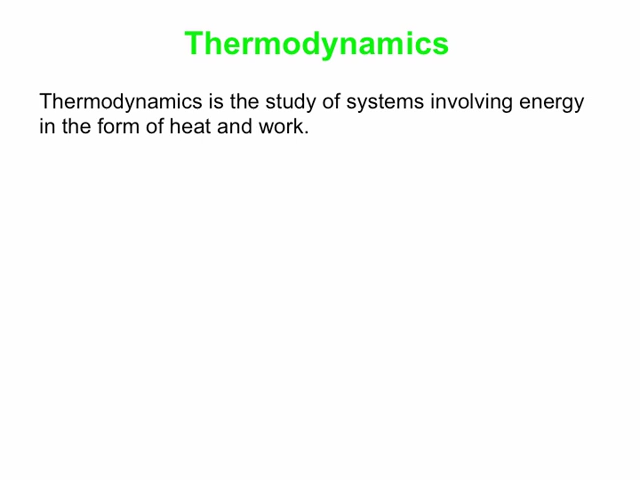 Thermodynamics
Thermodynamics is the study of systems involving energy
in the form of heat and work.